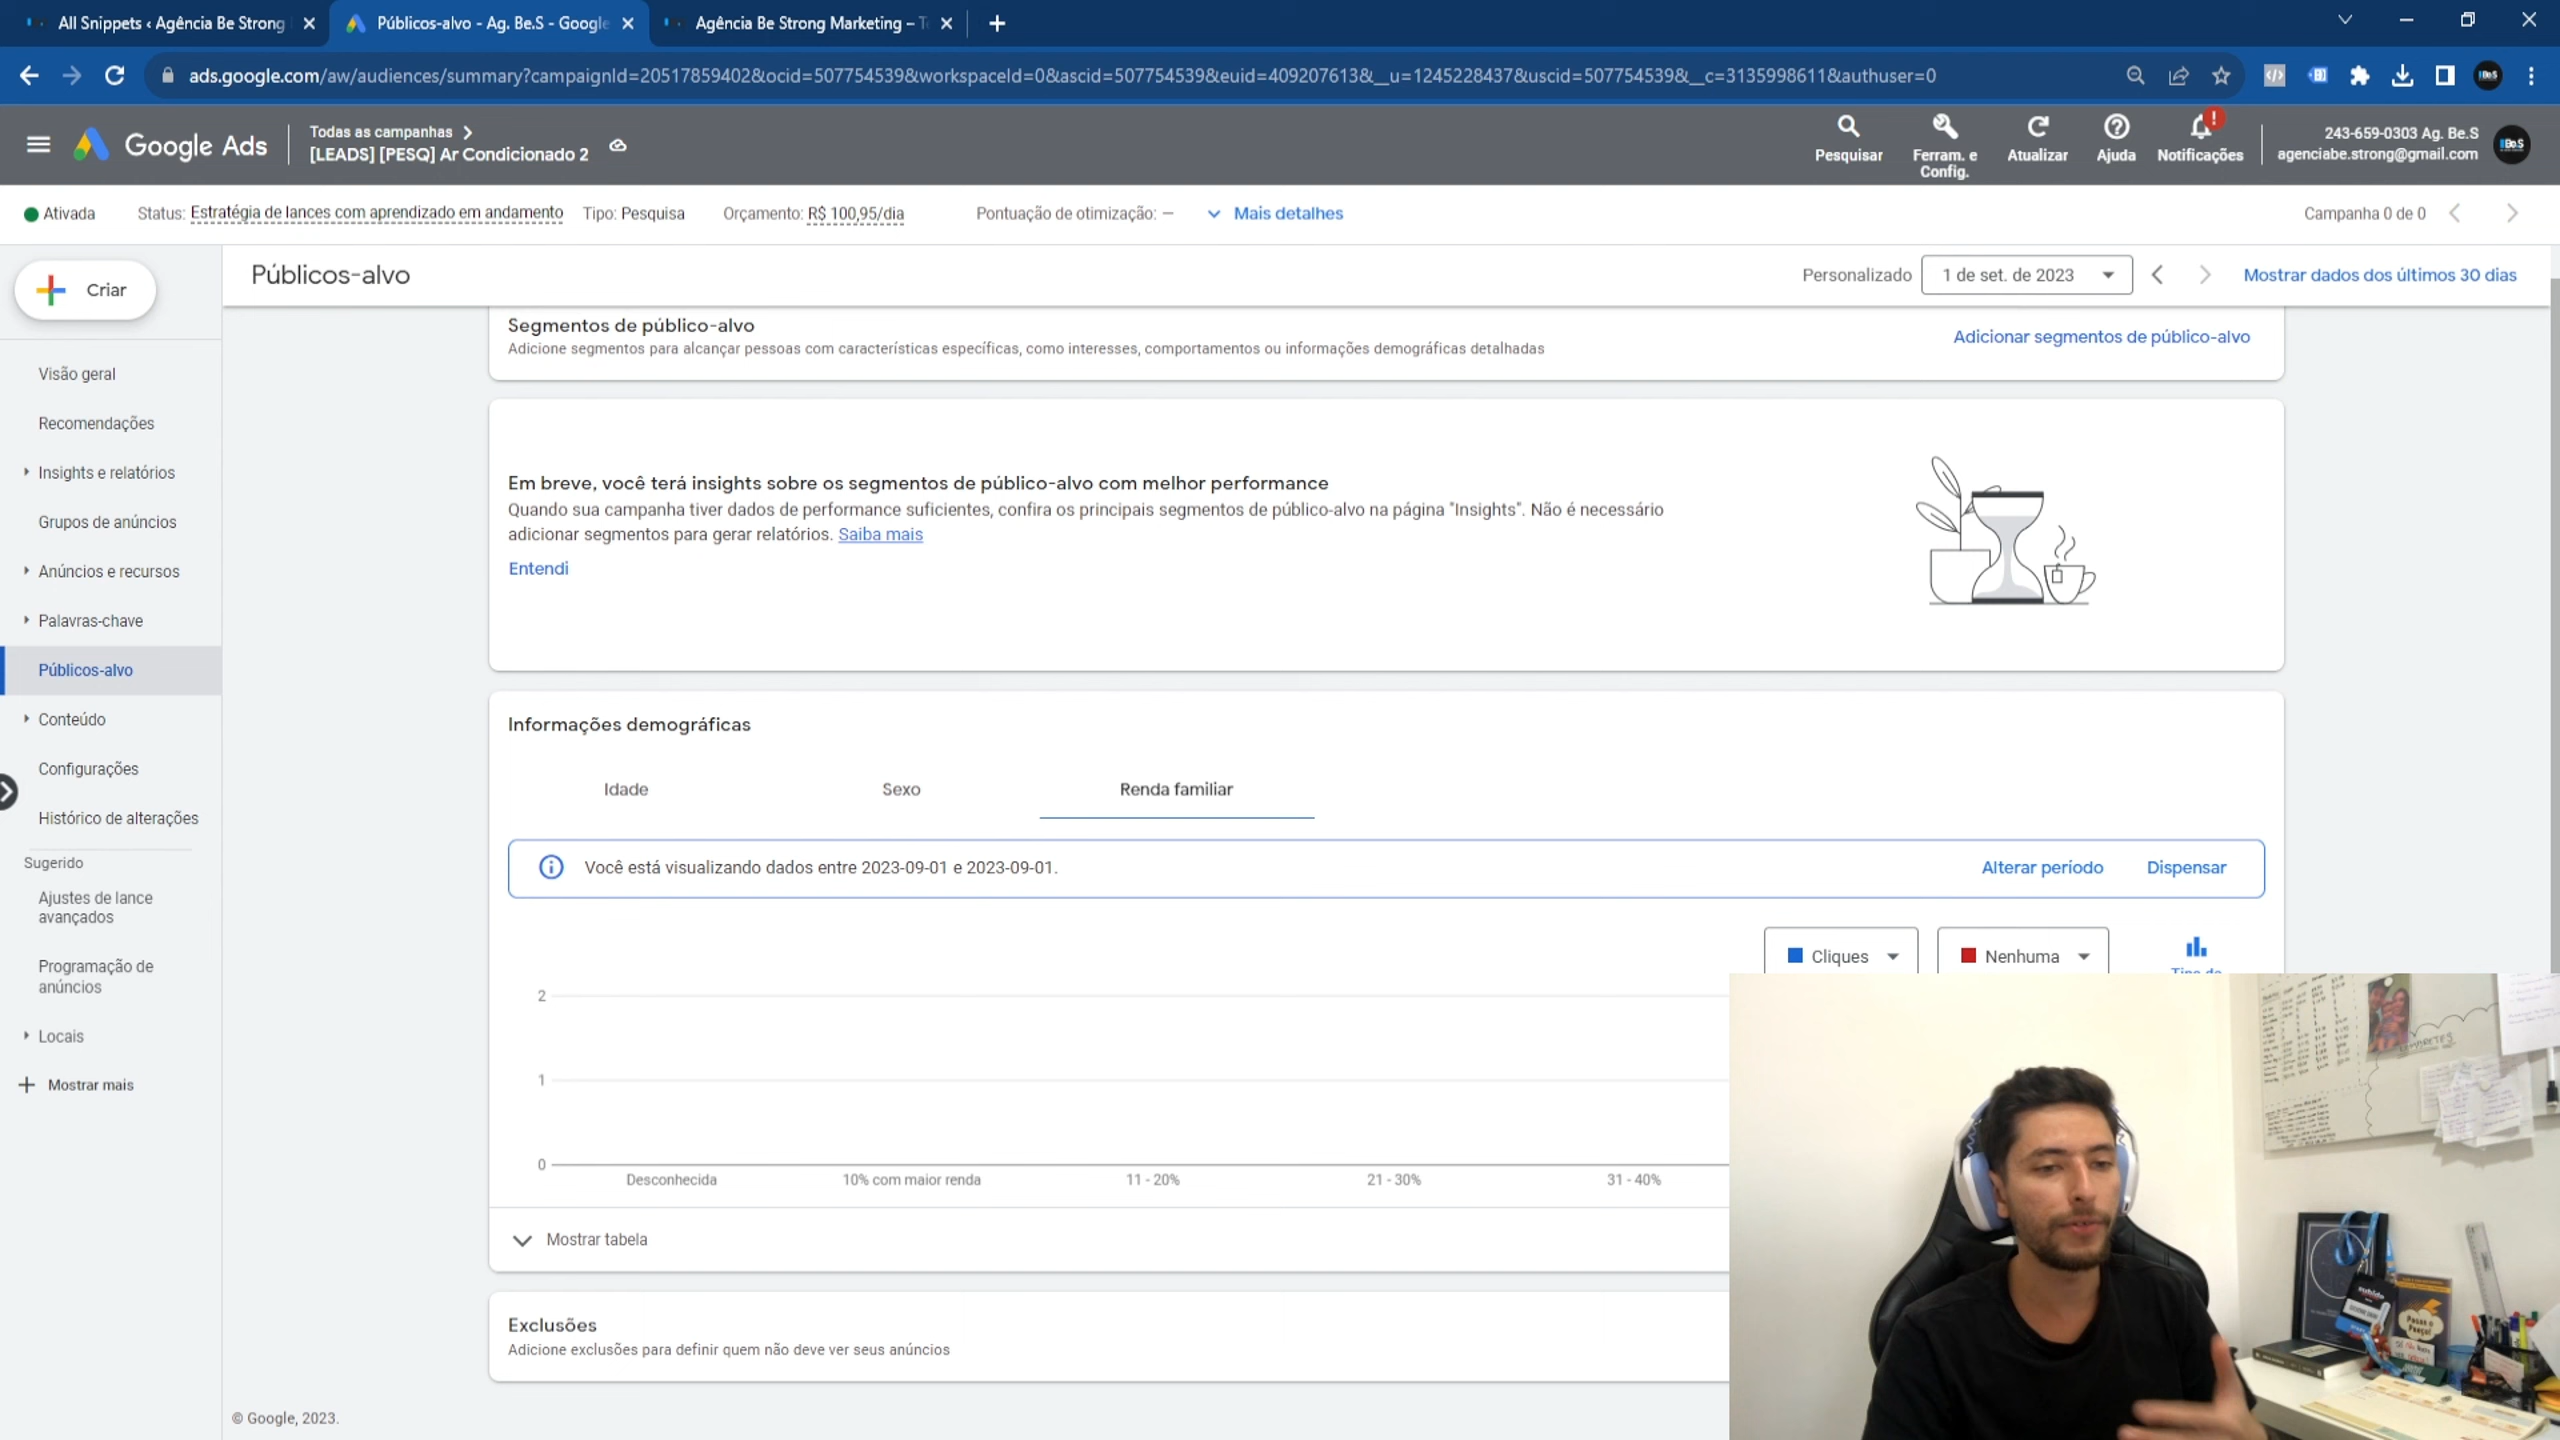 All Snippets ‹ Agência Be Strong
Públicos-alvo - Ag. Be.S - Google
Agência Be Strong Marketing –
ads.google.com/aw/audiences/summary?campaignId=20517859402&ocid=507754539&workspaceId=0&ascid=507754539&euid=409207613&__u=1245228437&uscid=507754539&__c=3135998611&authuser=0
Google Ads
Todas as campanhas
[LEADS] [PESQ] Ar Condicionado 2
Pesquisar
Ferram. e
Config.
Atualizar
Ajuda
Notificações
243-659-0303 Ag. Be.S
agenciabe.strong@gmail.com
Ativada
Status: Estratégia de lances com aprendizado em andamento
Tipo: Pesquisa
Orçamento: R$ 100,95/dia
Pontuação de otimização: —
Mais detalhes
Campanha 0 de 0
Criar
Públicos-alvo
Personalizado
1 de set. de 2023
Mostrar dados dos últimos 30 dias
Visão geral
Recomendações
Insights e relatórios
Grupos de anúncios
Anúncios e recursos
Palavras-chave
Públicos-alvo
Conteúdo
Configurações
Histórico de alterações
Sugerido
Ajustes de lance
avançados
Programação de
anúncios
Locais
Mostrar mais
Segmentos de público-alvo
Adicione segmentos para alcançar pessoas com características específicas, como interesses, comportamentos ou informações demográficas detalhadas
Adicionar segmentos de público-alvo
Em breve, você terá insights sobre os segmentos de público-alvo com melhor performance
Quando sua campanha tiver dados de performance suficientes, confira os principais segmentos de público-alvo na página "Insights". Não é necessário
adicionar segmentos para gerar relatórios. Saiba mais
Entendi
Informações demográficas
Idade
Sexo
Renda familiar
Você está visualizando dados entre 2023-09-01 e 2023-09-01.
Alterar período
Dispensar
Cliques
Nenhuma
2
1
0
Desconhecida
10% com maior renda
11 - 20%
21 - 30%
31 - 40%
Mostrar tabela
Exclusões
Adicione exclusões para definir quem não deve ver seus anúncios
© Google, 2023.